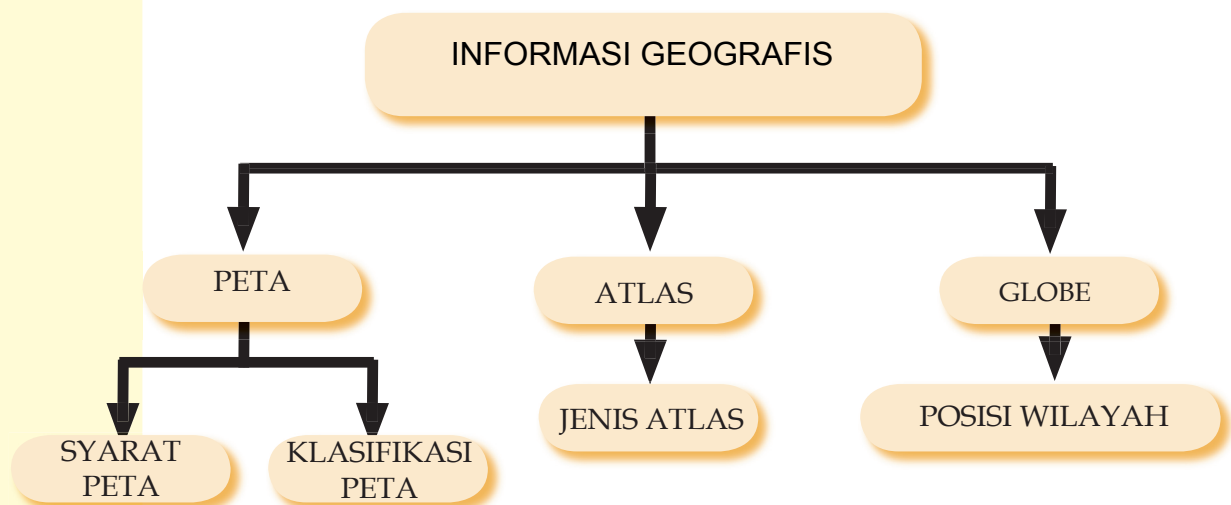 INFORMASI GEOGRAFIS
PETA
ATLAS
GLOBE
SYARAT
PETA
KLASIFIKASI
PETA
JENIS ATLAS
POSISI WILAYAH